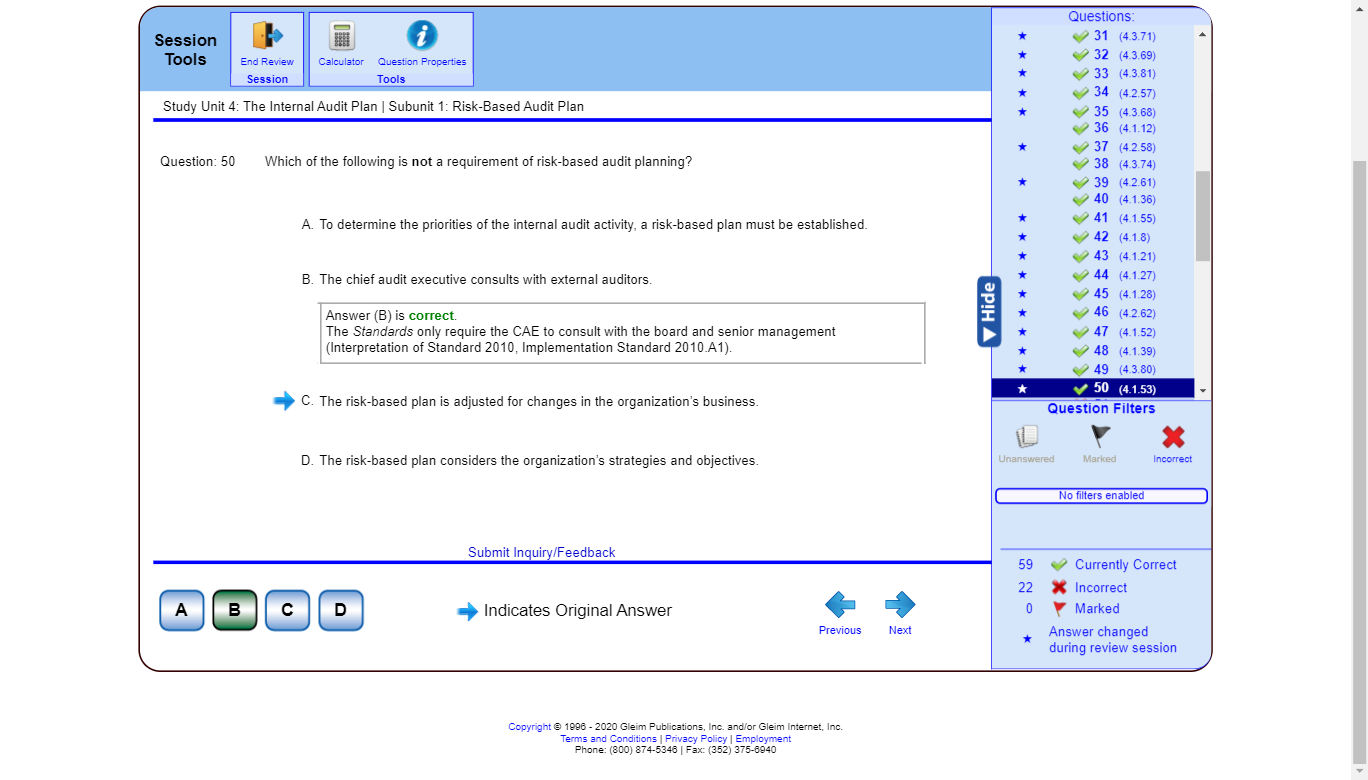 Session
Tools
End Review
Session
Calculator
Question Properties
Tools
Study Unit 4: The Internal Audit Plan | Subunit 1: Risk-Based Audit Plan
Question: 50
Which of the following is not a requirement of risk-based audit planning?
A. To determine the priorities of the internal audit activity, a risk-based plan must be established.
B. The chief audit executive consults with external auditors.
Answer (B) is correct.
The Standards only require the CAE to consult with the board and senior management
(Interpretation of Standard 2010, Implementation Standard 2010.A1).
C. The risk-based plan is adjusted for changes in the organization's business.
D. The risk-based plan considers the organization's strategies and objectives.
Submit Inquiry/Feedback
A
B
C
D
Indicates Original Answer
Previous
Next
Hide
Questions:
31 (4.3.71)
32 (4.3.69)
33 (4.3.81)
34 (4.2.57)
35 (4.3.68)
36 (4.1.12)
37 (4.2.58)
38 (4.3.74)
39 (4.2.61)
40 (4.1.36)
41 (4.1.55)
42 (4.1.8)
43 (4.1.21)
44 (4.1.27)
45 (4.1.28)
46 (4.2.62)
47 (4.1.52)
48 (4.1.39)
49 (4.3.80)
50 (4.1.53)
Question Filters
Unanswered
Marked
Incorrect
No filters enabled
59 Currently Correct
22 Incorrect
0 Marked
Answer changed
during review session
Copyright © 1996 - 2020 Gleim Publications, Inc. and/or Gleim Internet, Inc.
Terms and Conditions | Privacy Policy | Employment
Phone: (800) 874-5346 | Fax: (352) 375-6940